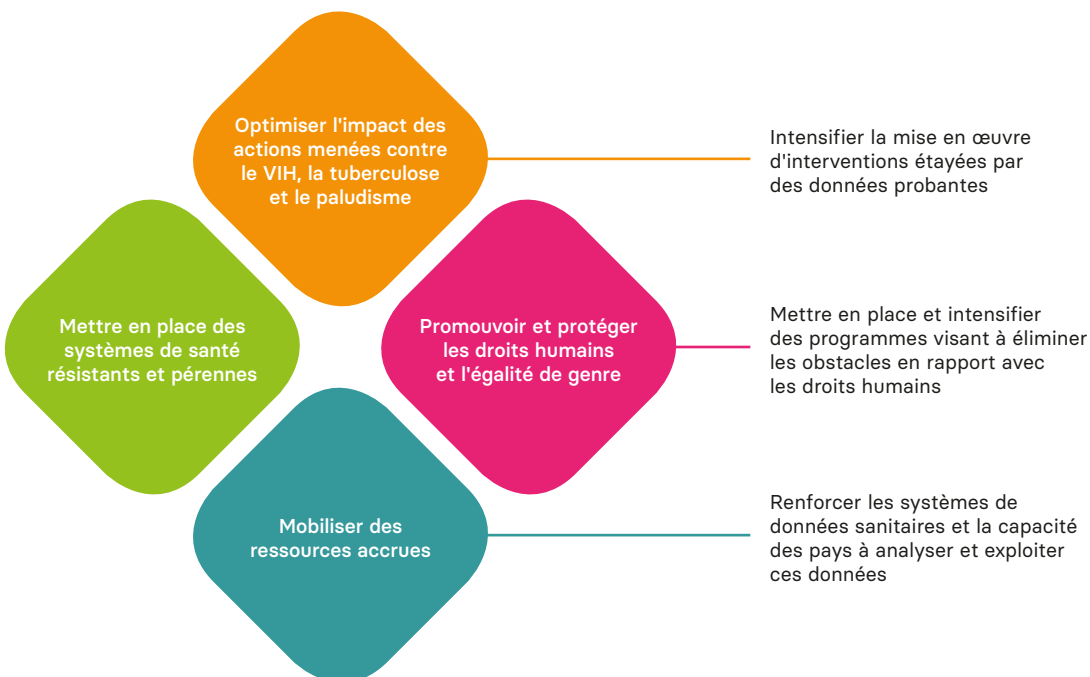 Optimiser l'impact des
actions menées contre
le VIH, la tuberculose
et le paludisme
Intensifier la mise en œuvre
d'interventions étayées par
des données probantes
Mettre en place des
systèmes de santé
résistants et pérennes
Promouvoir et protéger
les droits humains
et l'égalité de genre
Mettre en place et intensifier
des programmes visant à éliminer
les obstacles en rapport avec
les droits humains
Mobiliser des
ressources accrues
Renforcer les systèmes de
données sanitaires et la capacité
des pays à analyser et exploiter
ces données